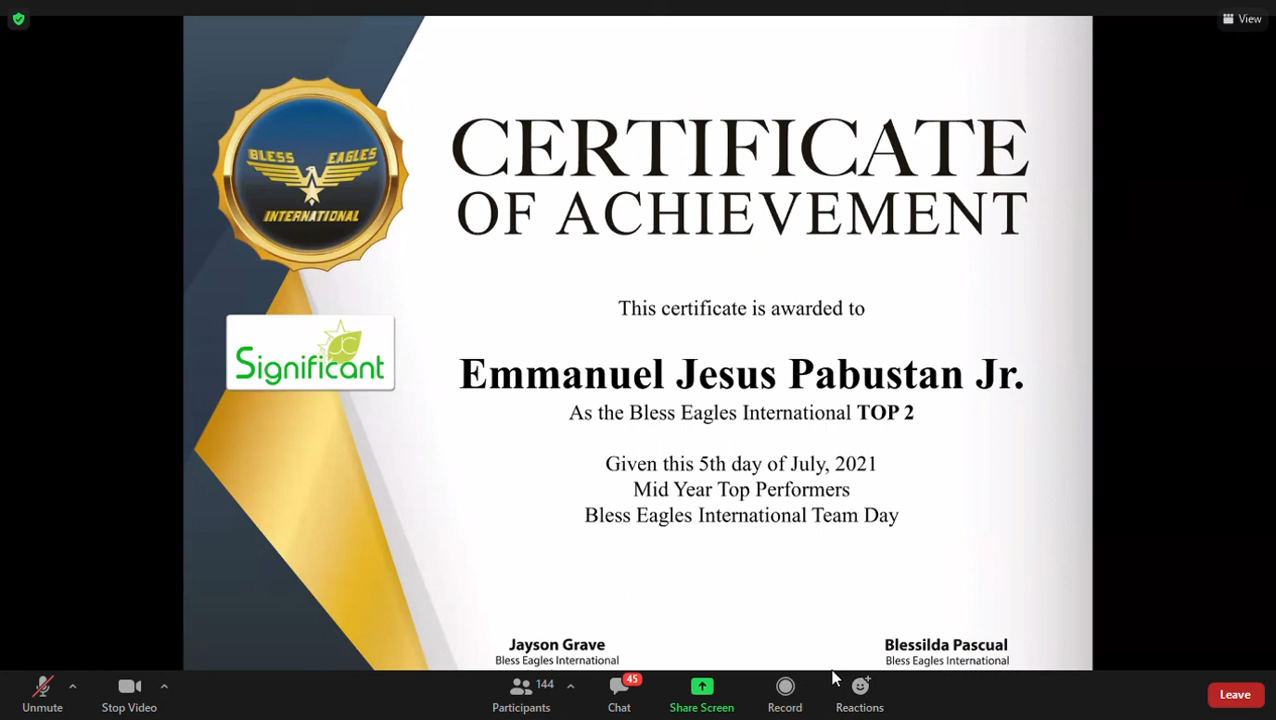 View
BLESS EAGLES
INTERNATIONAL
CERTIFICATE
OF ACHIEVEMENT
This certificate is awarded to
JC
Significant
Emmanuel Jesus Pabustan Jr.
As the Bless Eagles International TOP 2
Given this 5th day of July, 2021
Mid Year Top Performers
Bless Eagles International Team Day
Jayson Grave
Bless Eagles International
Blessilda Pascual
Bless Eagles International
Unmute
Stop Video
144
Participants
45
Chat
Share Screen
Record
Reactions
Leave